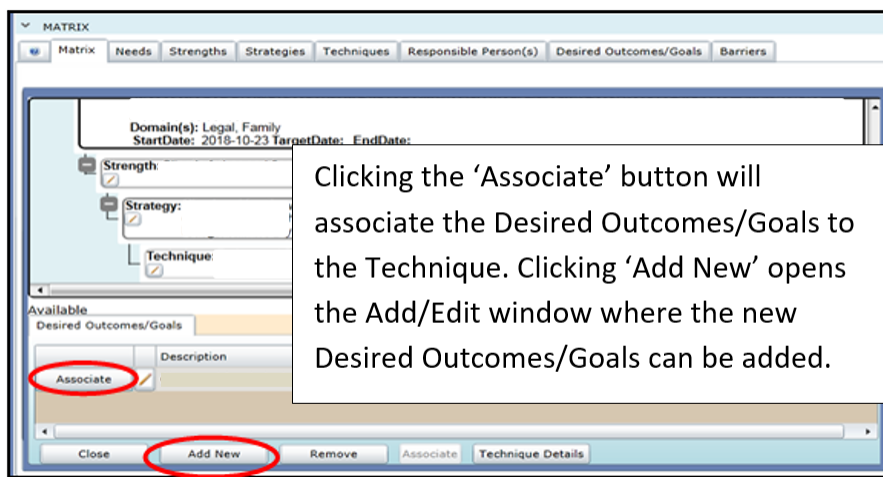 MATRIX
Matrix Needs Strengths Strategies Techniques Responsible Person(s) Desired Outcomes/Goals Barriers
Domain(s): Legal, Family
StartDate: 2018-10-23 TargetDate: EndDate:
Strength:
Strategy:
Technique:
Clicking the ‘Associate’ button will
associate the Desired Outcomes/Goals to
the Technique. Clicking ‘Add New’ opens
the Add/Edit window where the new
Desired Outcomes/Goals can be added.
Available
Desired Outcomes/Goals
Description
Associate
Close Add New Remove Associate Technique Details